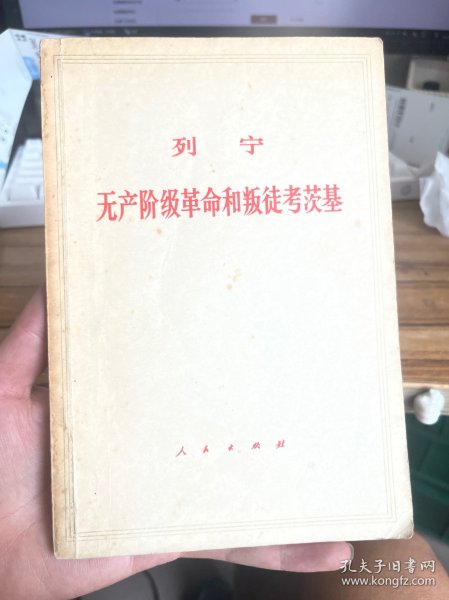 列 宁
无产阶级革命和叛徒考茨基
人民出版社
孔夫子旧书网
www.kongfz.com